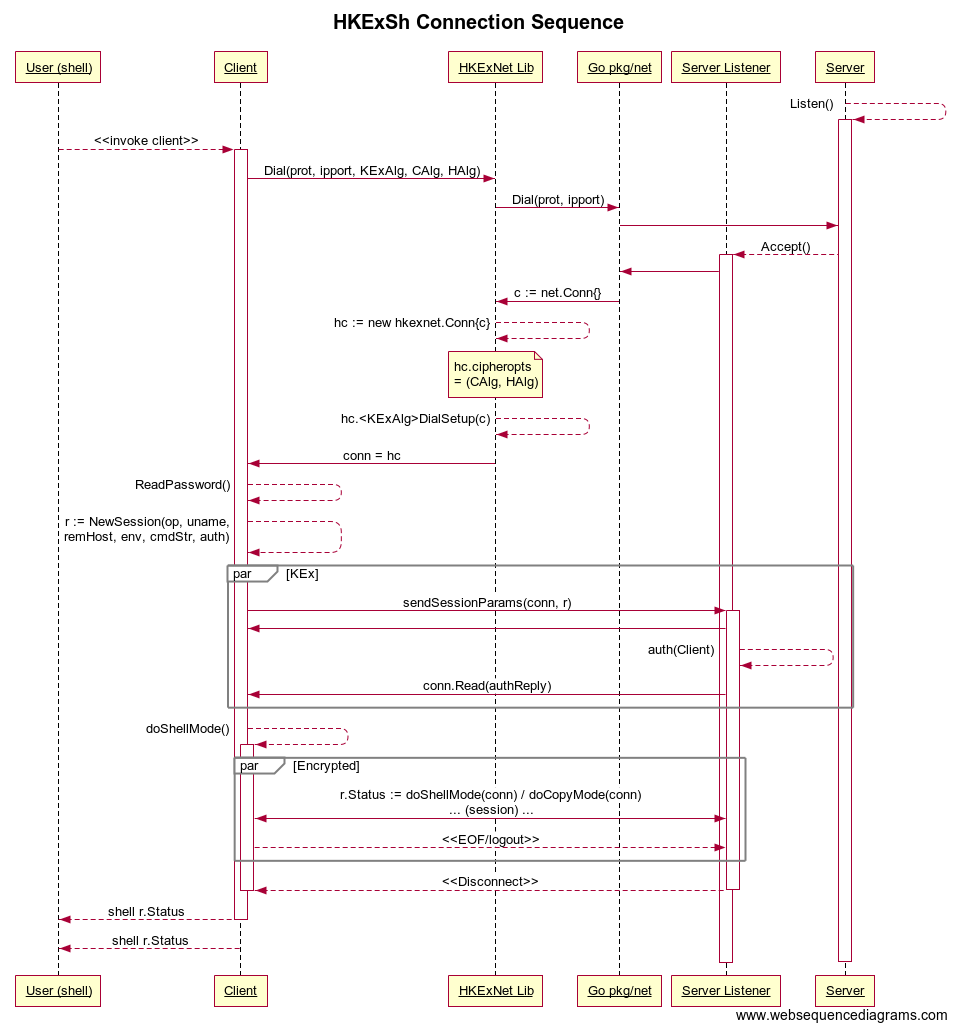 HKExSh Connection Sequence
User (shell)
Client
HKExNet Lib
Go pkg/net
Server Listener
Server
Listen()
<<invoke client>>
Dial(prot, ipport, KExAlg, CAlg, HAlg)
Dial(prot, ipport)
Accept()
c := net.Conn{}
hc := new hkexnet.Conn{c}
hc.cipheropts
= (CAlg, HAlg)
hc.<KExAlg>DialSetup(c)
conn = hc
ReadPassword()
r := NewSession(op, uname,
remHost, env, cmdStr, auth)
par [KEx]
sendSessionParams(conn, r)
auth(Client)
conn.Read(authReply)
doShellMode()
par [Encrypted]
r.Status := doShellMode(conn) / doCopyMode(conn)
... (session) ...
<<EOF/logout>>
<<Disconnect>>
shell r.Status
shell r.Status
User (shell)
Client
HKExNet Lib
Go pkg/net
Server Listener
Server
www.websequencediagrams.com